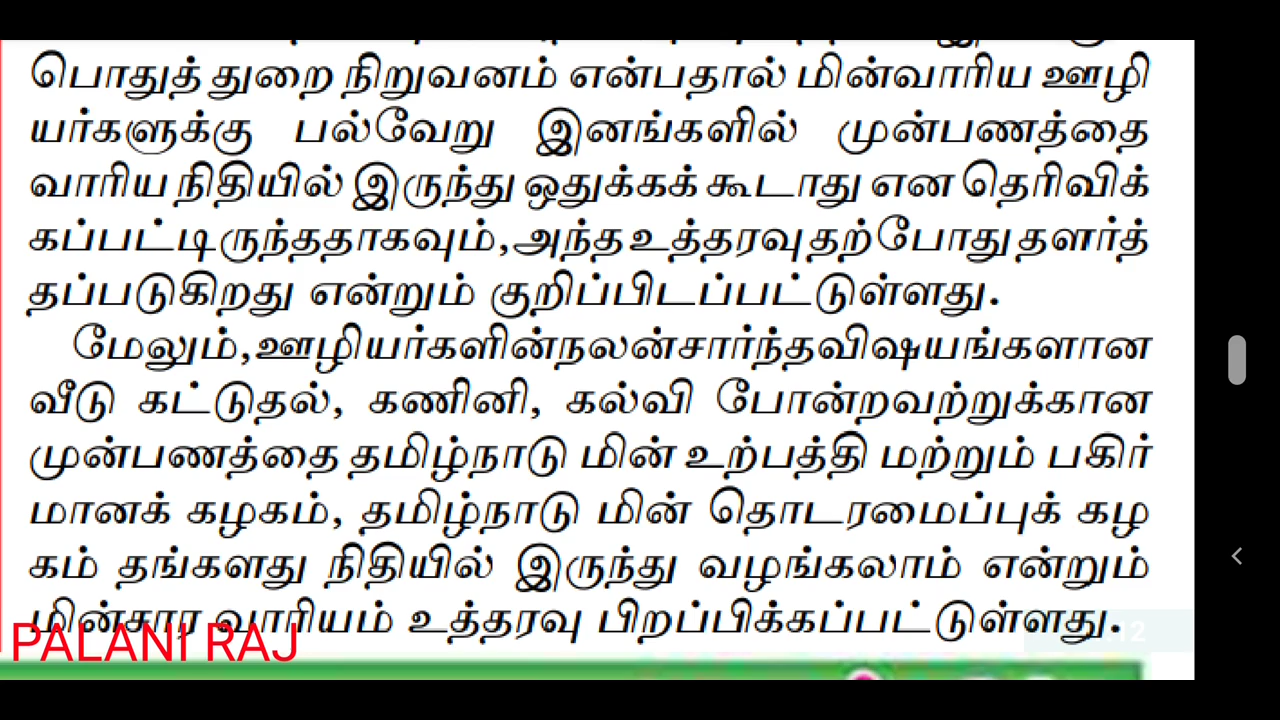 பொதுத் துறை நிறுவனம் என்பதால் மின்வாரிய ஊழி
யர்களுக்கு பல்வேறு இனங்களில் முன்பணத்தை
வாரிய நிதியில் இருந்து ஒதுக்கக் கூடாது என தெரிவிக்
கப்பட்டிருந்ததாகவும், அந்த உத்தரவு தற்போது தளர்த்
தப்படுகிறது என்றும் குறிப்பிடப்பட்டுள்ளது.
மேலும், ஊழியர்களின் நலன் சார்ந்த விஷயங்களான
வீடு கட்டுதல், கணினி, கல்வி போன்றவற்றுக்கான
முன்பணத்தை தமிழ்நாடு மின் உற்பத்தி மற்றும் பகிர்
மானக் கழகம், தமிழ்நாடு மின் தொடரமைப்புக் கழ
கம் தங்களது நிதியில் இருந்து வழங்கலாம் என்றும்
மின்சார வாரியம் உத்தரவு பிறப்பிக்கப்பட்டுள்ளது.
PALANI RAJ